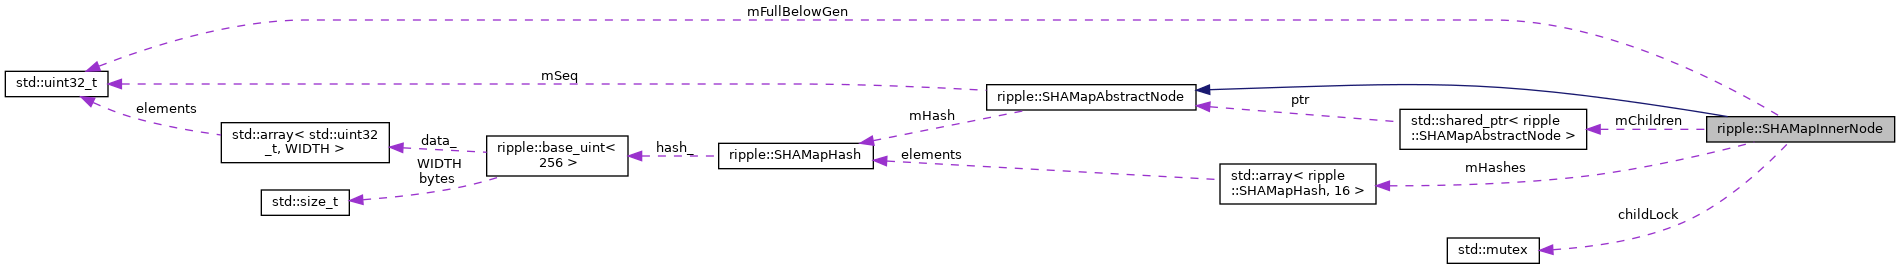 mFullBelowGen
std::uint32_t
mSeq
elements
std::array< std::uint32
_t, WIDTH >
data_
WIDTH
bytes
std::size_t
ripple::base_uint<
256 >
hash_
ripple::SHAMapHash
mHash
elements
ripple::SHAMapAbstractNode
ptr
std::array< ripple
::SHAMapHash, 16 >
std::shared_ptr< ripple
::SHAMapAbstractNode >
mChildren
mHashes
childLock
std::mutex
ripple::SHAMapInnerNode